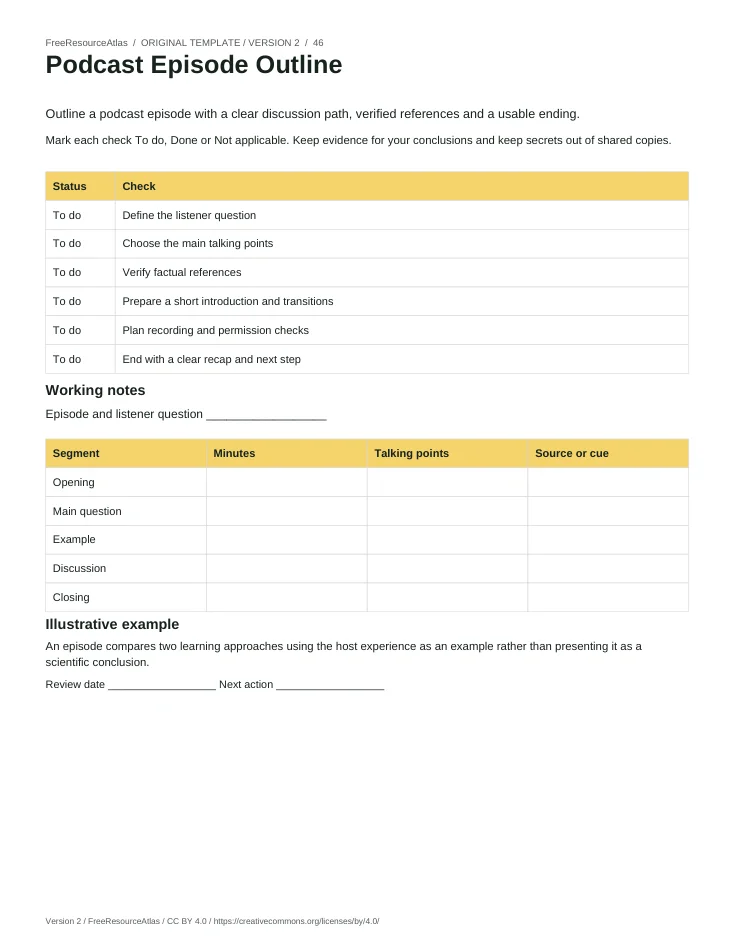 FreeResourceAtlas / ORIGINAL TEMPLATE / VERSION 2 / 46
Podcast Episode Outline
Outline a podcast episode with a clear discussion path, verified references and a usable ending.
Mark each check To do, Done or Not applicable. Keep evidence for your conclusions and keep secrets out of shared copies.
Status Check
To do Define the listener question
To do Choose the main talking points
To do Verify factual references
To do Prepare a short introduction and transitions
To do Plan recording and permission checks
To do End with a clear recap and next step
Working notes
Episode and listener question __________________
Segment Minutes Talking points Source or cue
Opening
Main question
Example
Discussion
Closing
Illustrative example
An episode compares two learning approaches using the host experience as an example rather than presenting it as a
scientific conclusion.
Review date __________________ Next action __________________
Version 2 / FreeResourceAtlas / CC BY 4.0 / https://creativecommons.org/licenses/by/4.0/